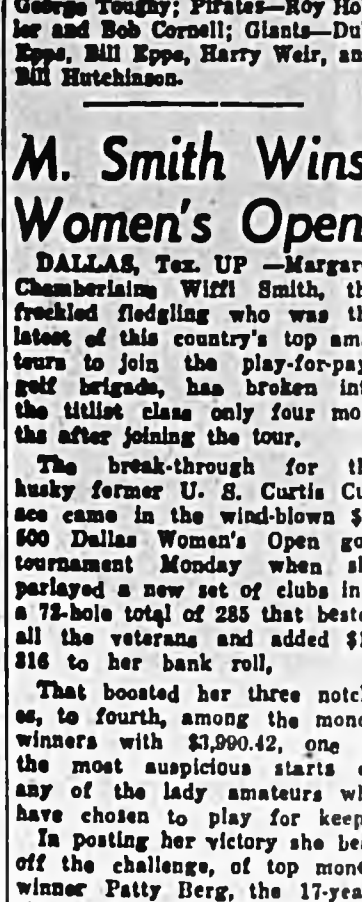 George Toughy; Pirates—Roy Ho
ler and Bob Cornell; Giants—Du
Epps, Bill Epps, Harry Weir, an
Bill Hutchinson.
M. Smith Wins
Women's Open
DALLAS, Tex. UP —Margar
Chamberlains Wiffi Smith, th
freckled fledgling who was th
latest of this country's top ama
teurs to join the play-for-pay
golf brigade, has broken int
the titlist class only four mo
ths after joining the tour.
The break-through for th
husky former U. S. Curtis Cu
ace came in the wind-blown $
500 Dallas Women's Open go
tournament Monday when sh
parlayed a new set of clubs in
a 72-hole total of 285 that beste
all the veterans and added $1
316 to her bank roll,
That boosted her three notch
es, to fourth, among the mone
winners with $3,990.42, one
the most auspicious starts o
any of the lady amateurs wh
have chosen to play for keep
In posting her victory she be
off the challenge, of top mone
winner Patty Berg, the 17-year